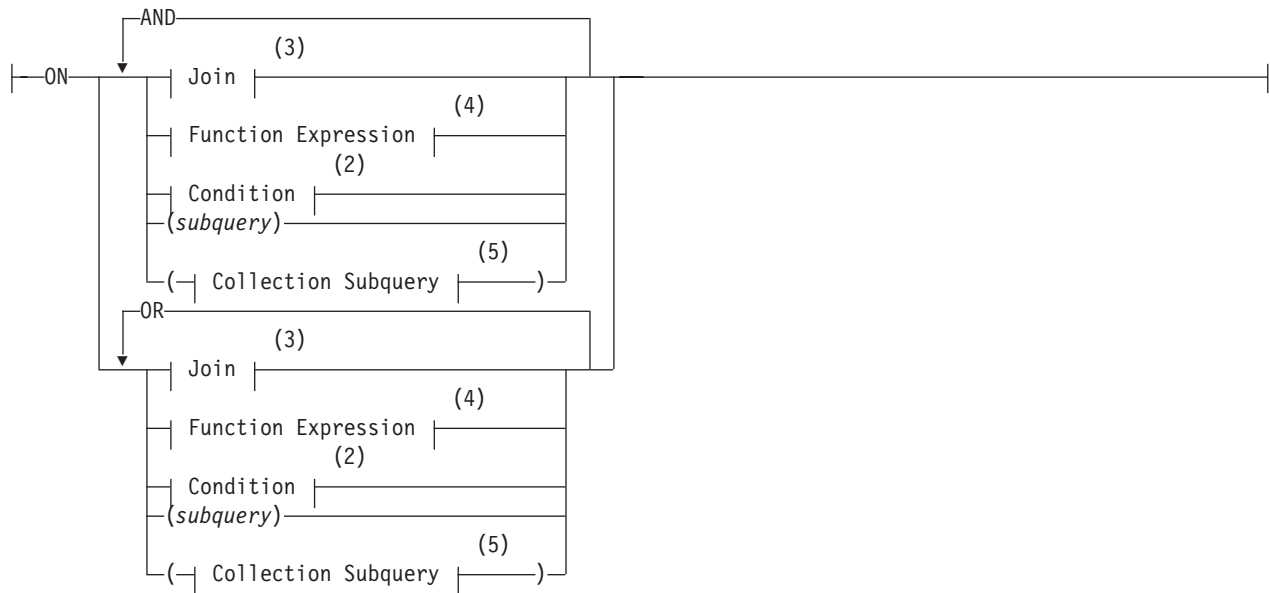 AND
(3)
ON Join
(4)
Function Expression
(2)
Condition
(subquery)
(5)
( Collection Subquery )
OR
(3)
Join
(4)
Function Expression
(2)
Condition
(subquery)
(5)
( Collection Subquery )